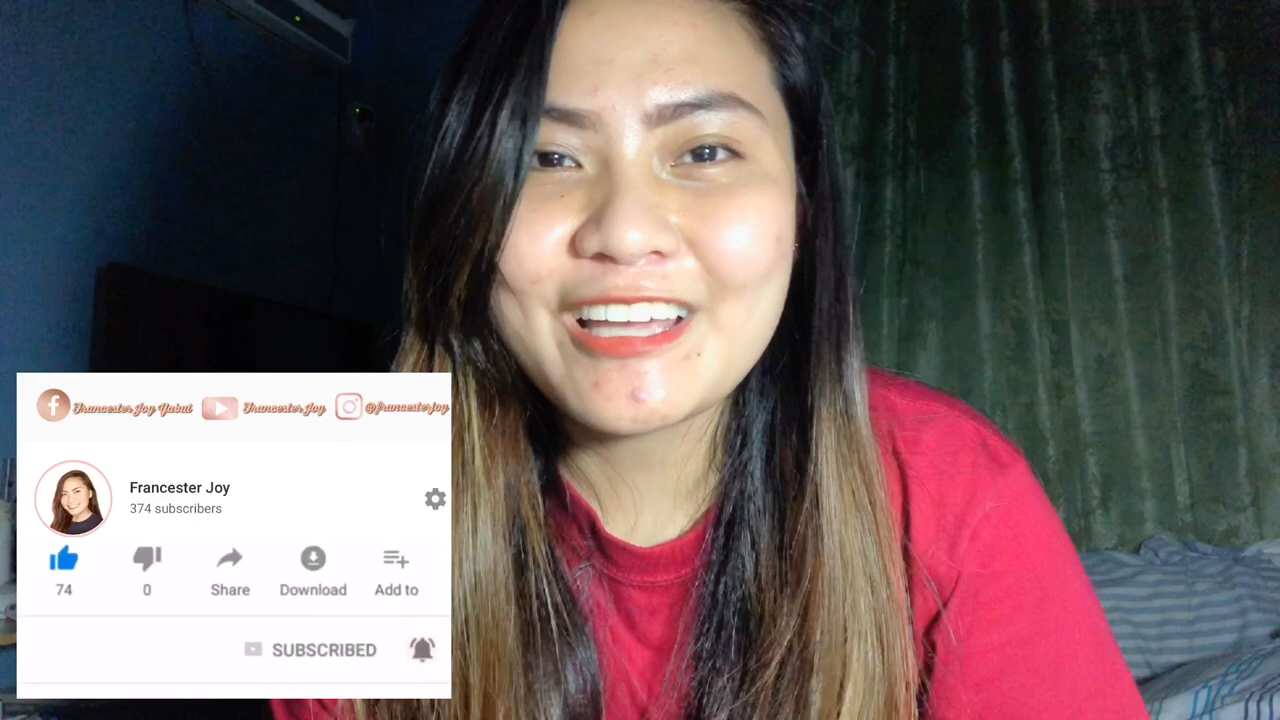 Francester Joy Yabut Francester Joy @francesterjoy
Francester Joy
374 subscribers
74 0 Share Download Add to
SUBSCRIBED